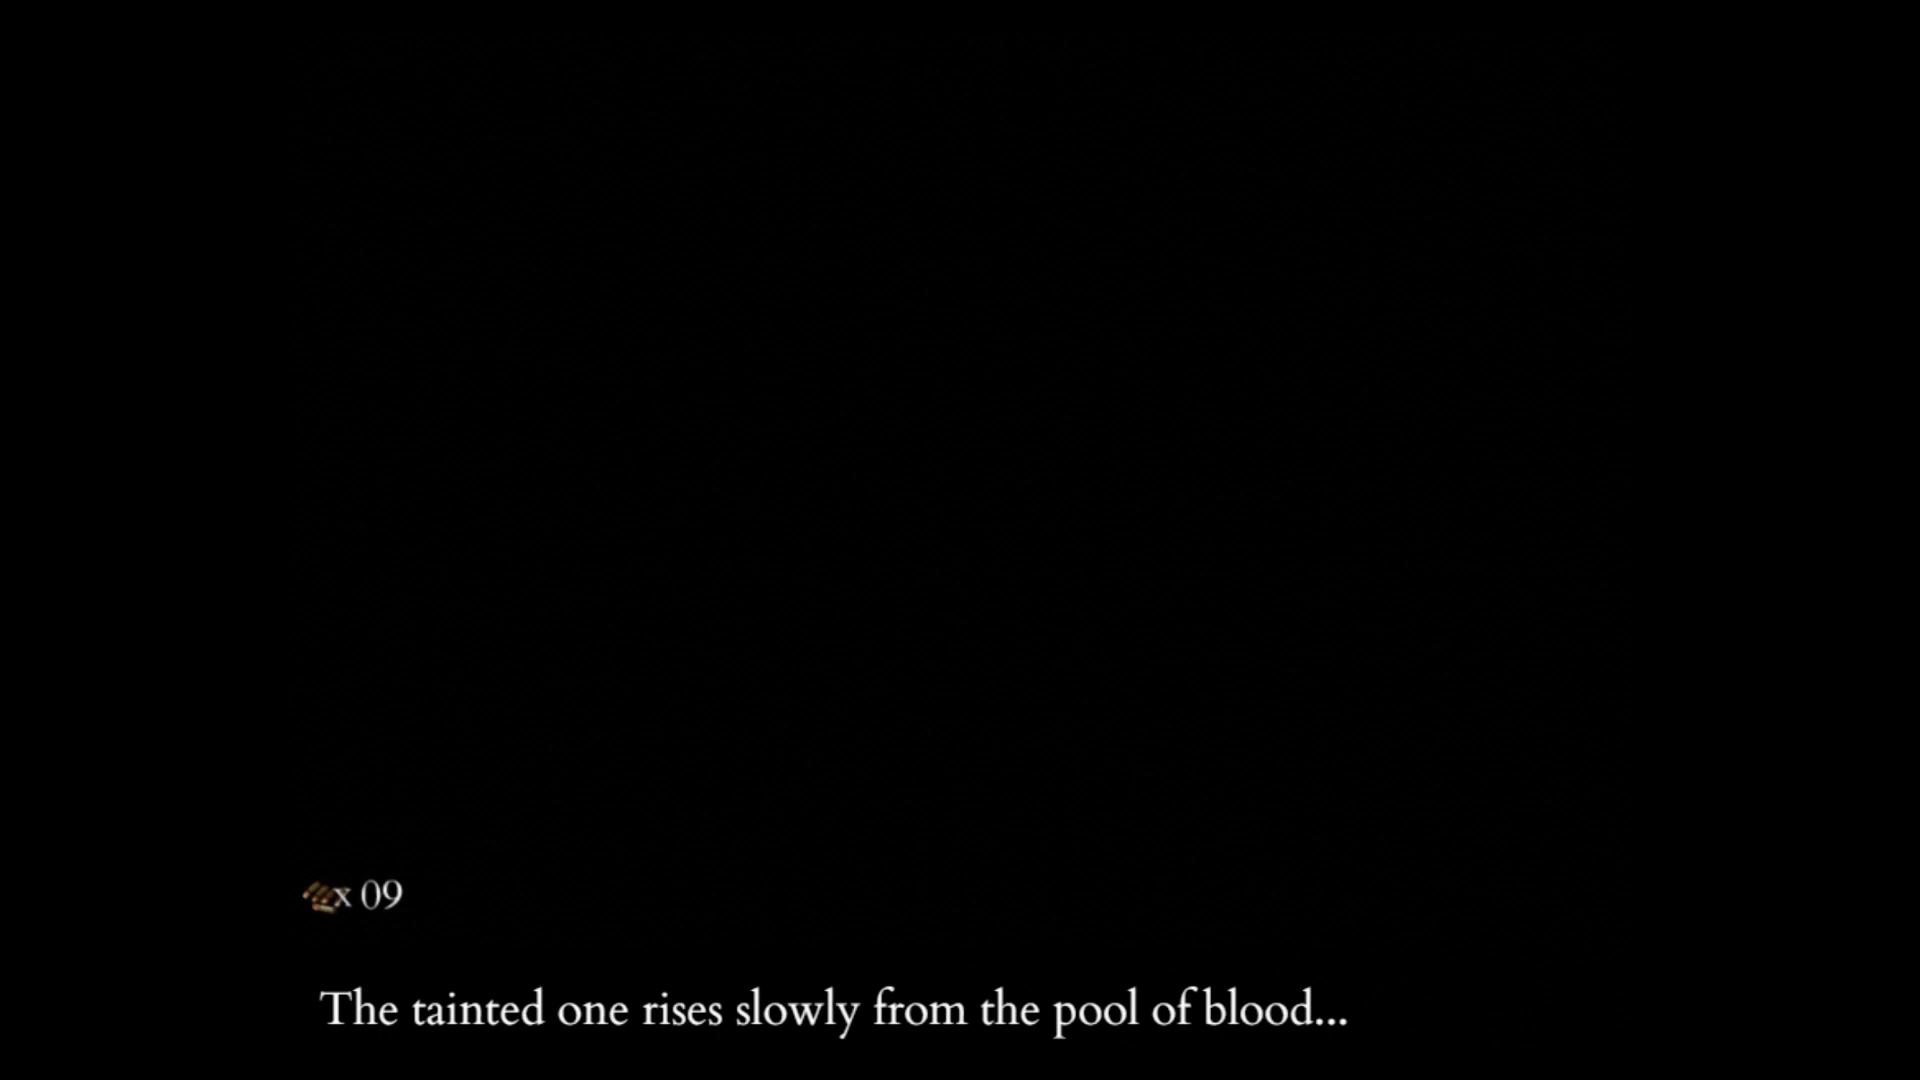 x 09
The tainted one rises slowly from the pool of blood...